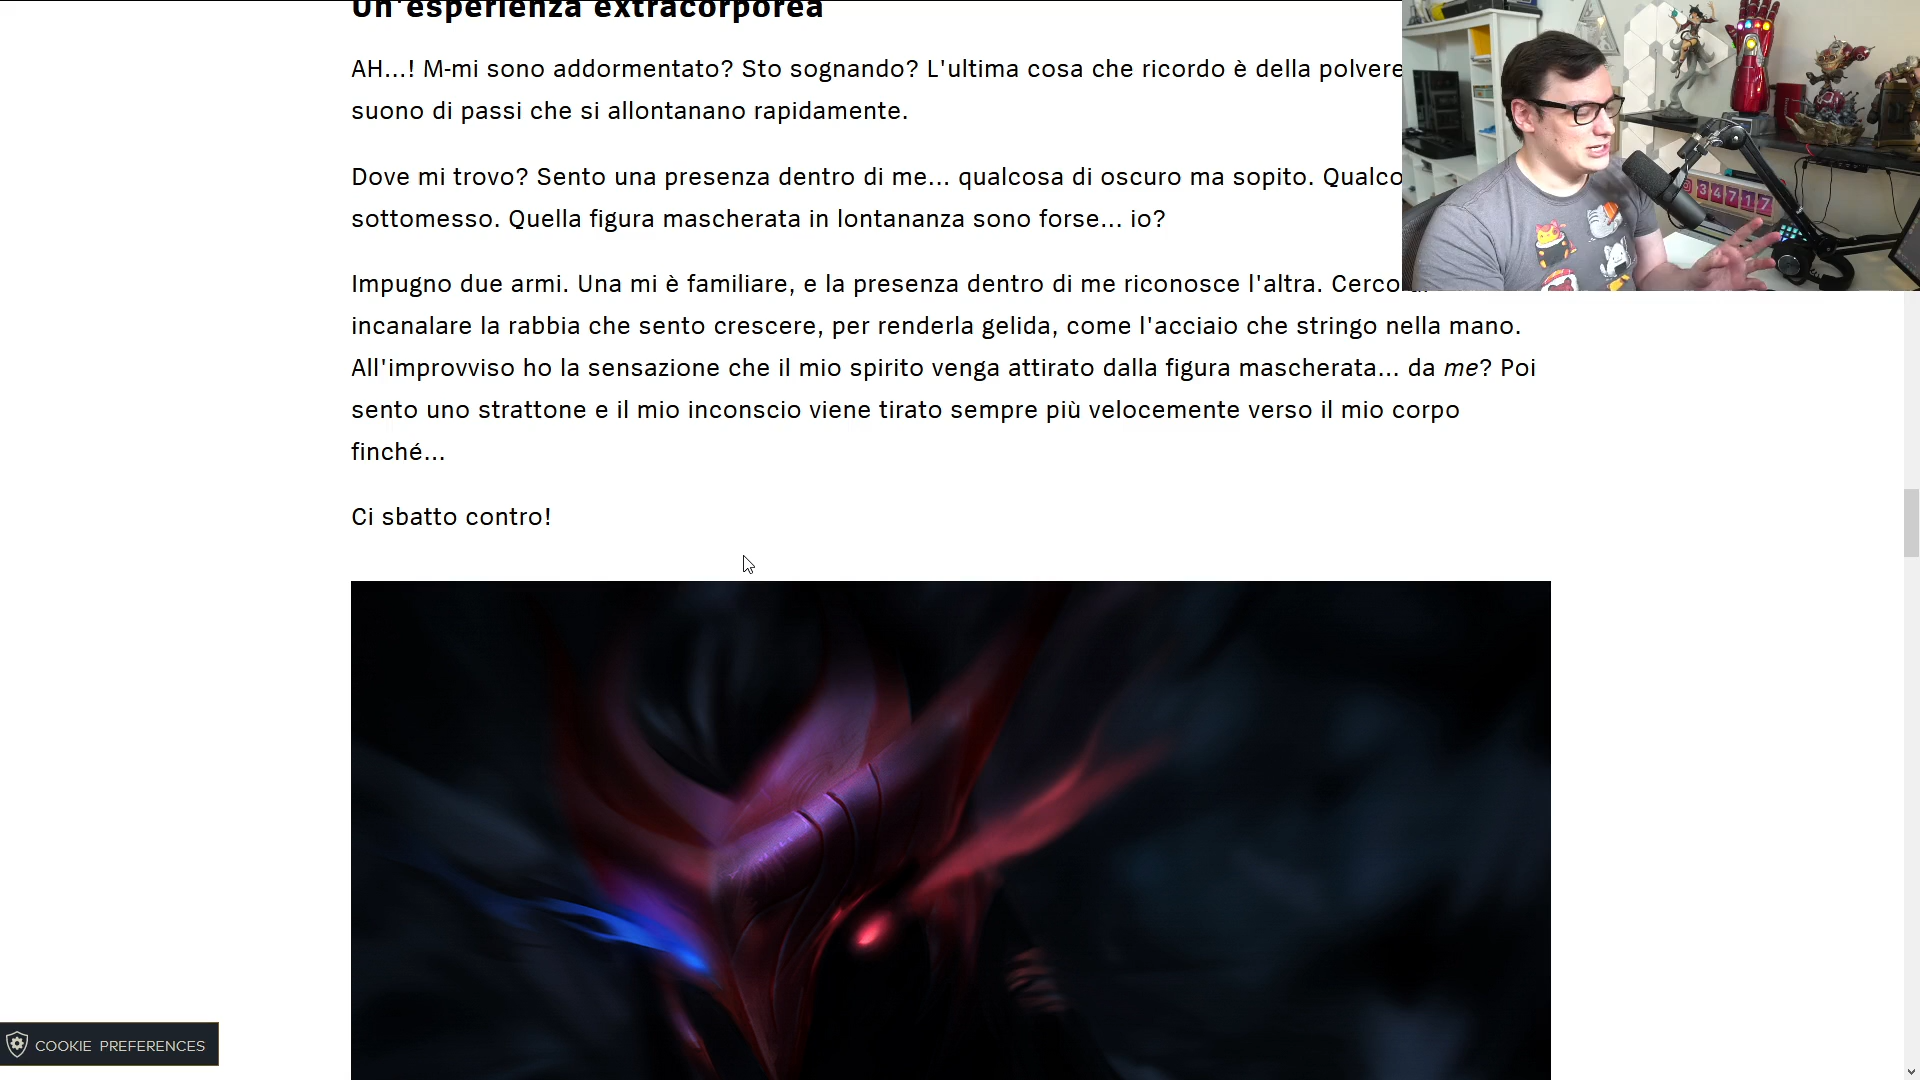 Un'esperienza extracorporea
AH...! M-mi sono addormentato? Sto sognando? L'ultima cosa che ricordo è della polvere
suono di passi che si allontanano rapidamente.
Dove mi trovo? Sento una presenza dentro di me... qualcosa di oscuro ma sopito. Qualco
sottomesso. Quella figura mascherata in lontananza sono forse... io?
Impugno due armi. Una mi è familiare, e la presenza dentro di me riconosce l'altra. Cerco
incanalare la rabbia che sento crescere, per renderla gelida, come l'acciaio che stringo nella mano.
All'improvviso ho la sensazione che il mio spirito venga attirato dalla figura mascherata... da me? Poi
sento uno strattone e il mio inconscio viene tirato sempre più velocemente verso il mio corpo
finché...
Ci sbatto contro!
34717
COOKIE PREFERENCES